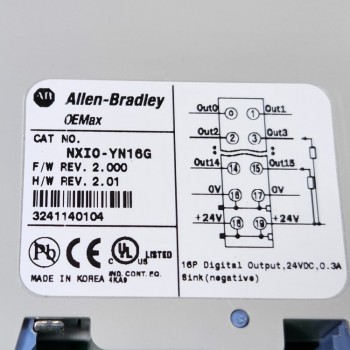 AB Allen-Bradley
OEMax
CAT NO.
NXIO-YN16G
F/W REV. 2.000
H/W REV. 2.01
3241140104
Pb
CE
C UL US LISTED
IND. CONT. EQ.
4KA9
MADE IN KOREA
Out0 0 1 Out1
Out2 2 3 Out3
Out14 14 15 Out15
0V 16 17 0V
+24V 18 19 +24V
16P Digital Output,24VDC,0.3A
Sink(negative)